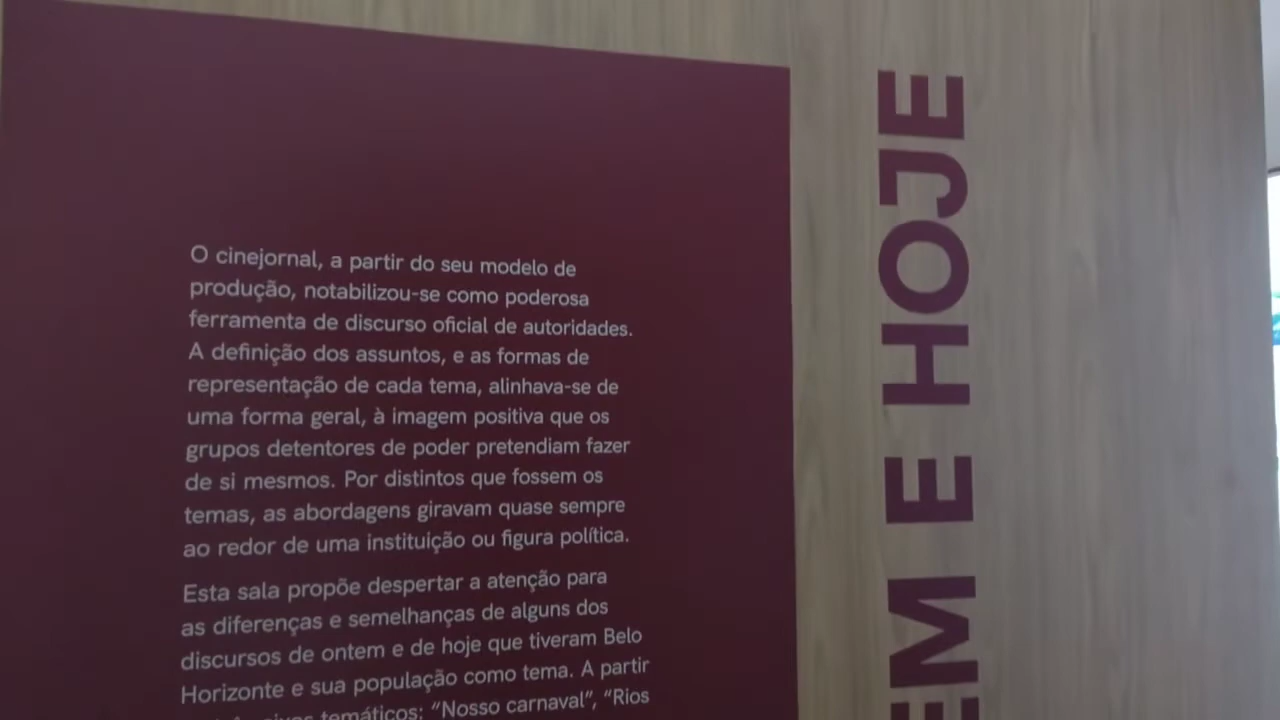 O cinejornal, a partir do seu modelo de
produção, notabilizou-se como poderosa
ferramenta de discurso oficial de autoridades.
A definição dos assuntos, e as formas de
representação de cada tema, alinhava-se de
uma forma geral, à imagem positiva que os
grupos detentores de poder pretendiam fazer
de si mesmos. Por distintos que fossem os
temas, as abordagens giravam quase sempre
ao redor de uma instituição ou figura política.
Esta sala propõe despertar a atenção para
as diferenças e semelhanças de alguns dos
discursos de ontem e de hoje que tiveram Belo
Horizonte e sua população como tema. A partir
temáticos: “Nosso carnaval”, “Rios
EM E HOJE